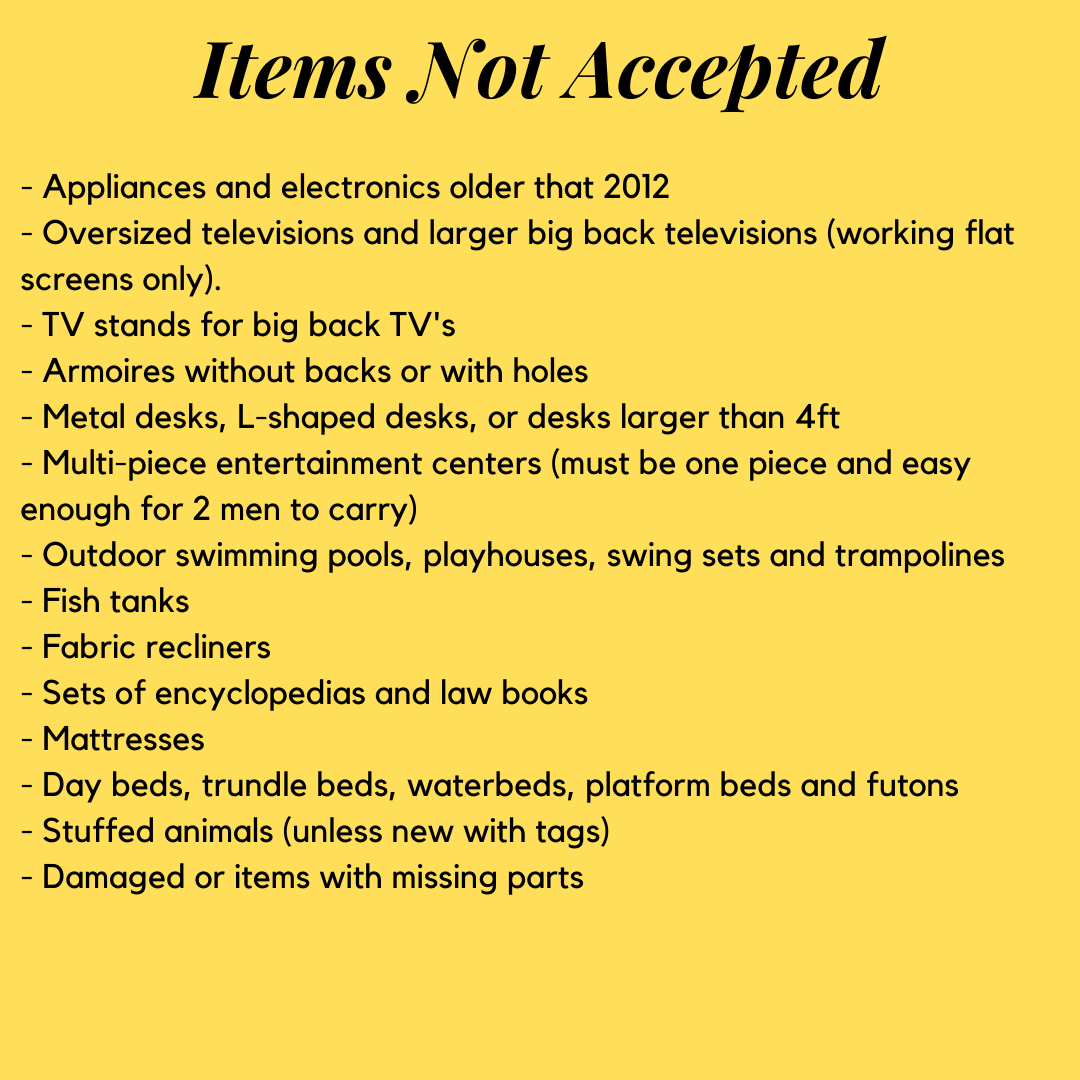 Items Not Accepted
- Appliances and electronics older that 2012
- Oversized televisions and larger big back televisions (working flat
screens only).
- TV stands for big back TV's
- Armoires without backs or with holes
- Metal desks, L-shaped desks, or desks larger than 4ft
- Multi-piece entertainment centers (must be one piece and easy
enough for 2 men to carry)
- Outdoor swimming pools, playhouses, swing sets and trampolines
- Fish tanks
- Fabric recliners
- Sets of encyclopedias and law books
- Mattresses
- Day beds, trundle beds, waterbeds, platform beds and futons
- Stuffed animals (unless new with tags)
- Damaged or items with missing parts